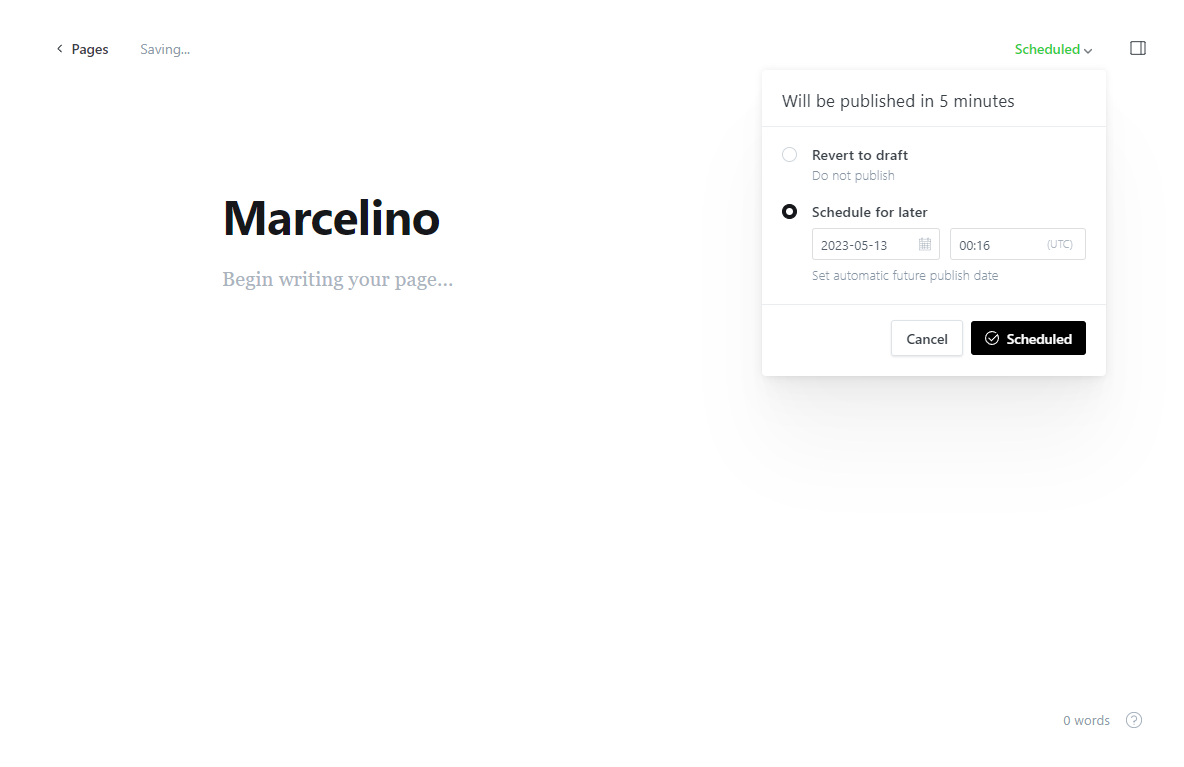 Pages
Saving...
Scheduled
Will be published in 5 minutes
Revert to draft
Do not publish
Schedule for later
2023-05-13
00:16 (UTC)
Set automatic future publish date
Cancel
Scheduled
Marcelino
Begin writing your page...
0 words
?